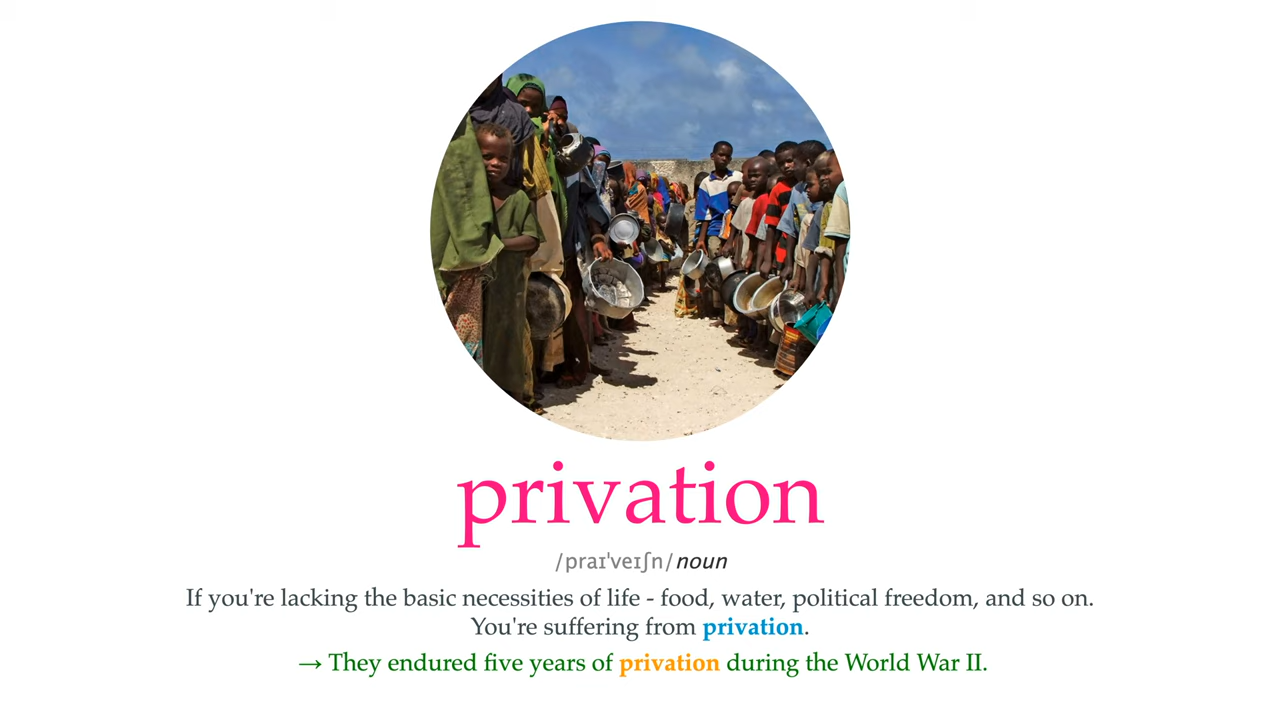 privation
/praɪˈveɪʃn/noun
If you're lacking the basic necessities of life - food, water, political freedom, and so on.
You're suffering from privation.
→ They endured five years of privation during the World War II.